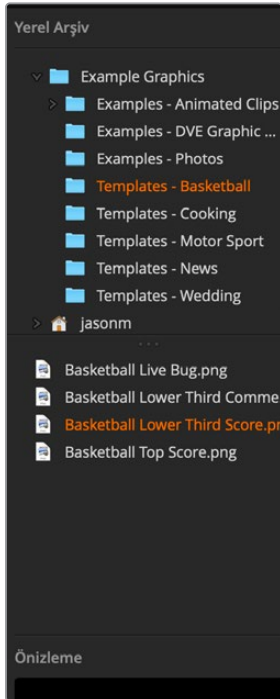 Yerel Arşiv
Example Graphics
Examples - Animated Clips
Examples - DVE Graphic ...
Examples - Photos
Templates - Basketball
Templates - Cooking
Templates - Motor Sport
Templates - News
Templates - Wedding
jasonm
Basketball Live Bug.png
Basketball Lower Third Comme
Basketball Lower Third Score.pn
Basketball Top Score.png
Önizleme